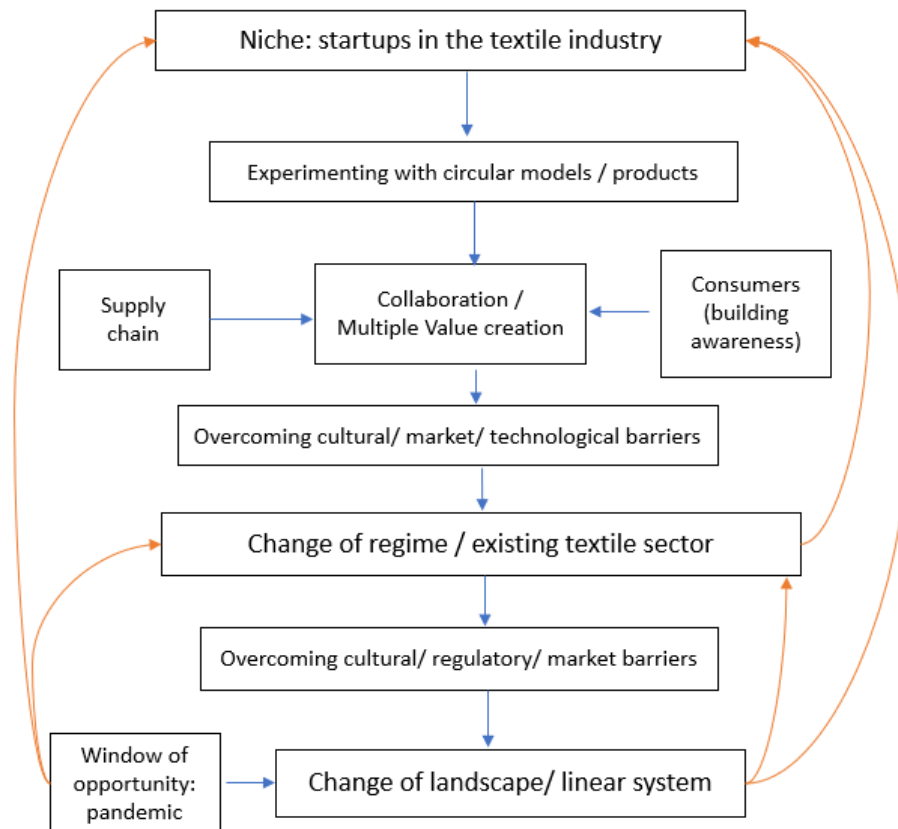 Niche: startups in the textile industry
Experimenting with circular models / products
Supply
chain
Collaboration /
Multiple Value creation
Consumers
(building
awareness)
Overcoming cultural/ market/ technological barriers
Change of regime / existing textile sector
Overcoming cultural/ regulatory/ market barriers
Window of
opportunity:
pandemic
Change of landscape/ linear system